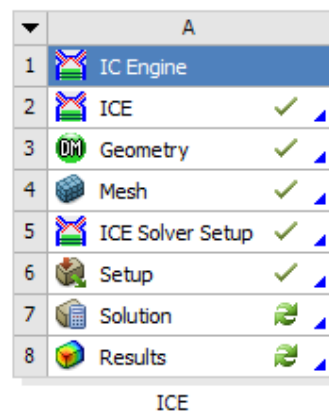 A
1 IC Engine
2 ICE
3 DM Geometry
4 Mesh
5 ICE Solver Setup
6 Setup
7 Solution
8 Results
ICE